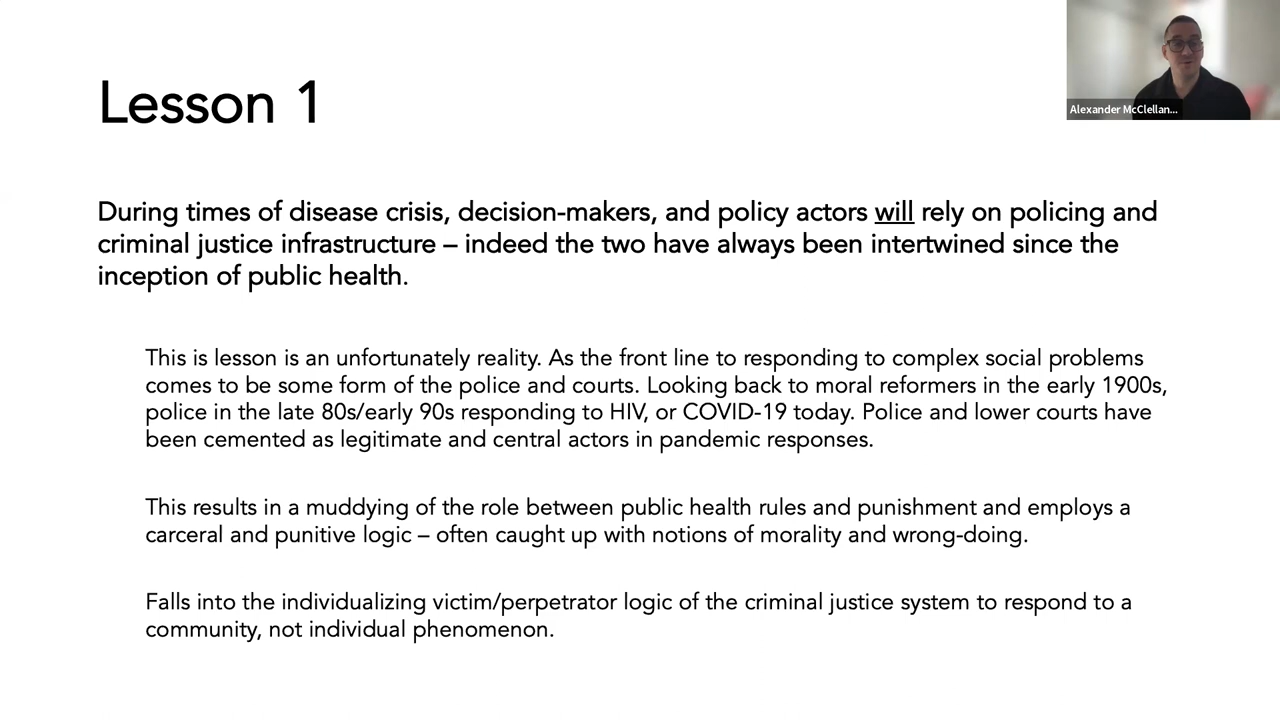 Lesson 1
Alexander McClellan...
During times of disease crisis, decision-makers, and policy actors will rely on policing and
criminal justice infrastructure – indeed the two have always been intertwined since the
inception of public health.
This is lesson is an unfortunately reality. As the front line to responding to complex social problems
comes to be some form of the police and courts. Looking back to moral reformers in the early 1900s,
police in the late 80s/early 90s responding to HIV, or COVID-19 today. Police and lower courts have
been cemented as legitimate and central actors in pandemic responses.
This results in a muddying of the role between public health rules and punishment and employs a
carceral and punitive logic – often caught up with notions of morality and wrong-doing.
Falls into the individualizing victim/perpetrator logic of the criminal justice system to respond to a
community, not individual phenomenon.